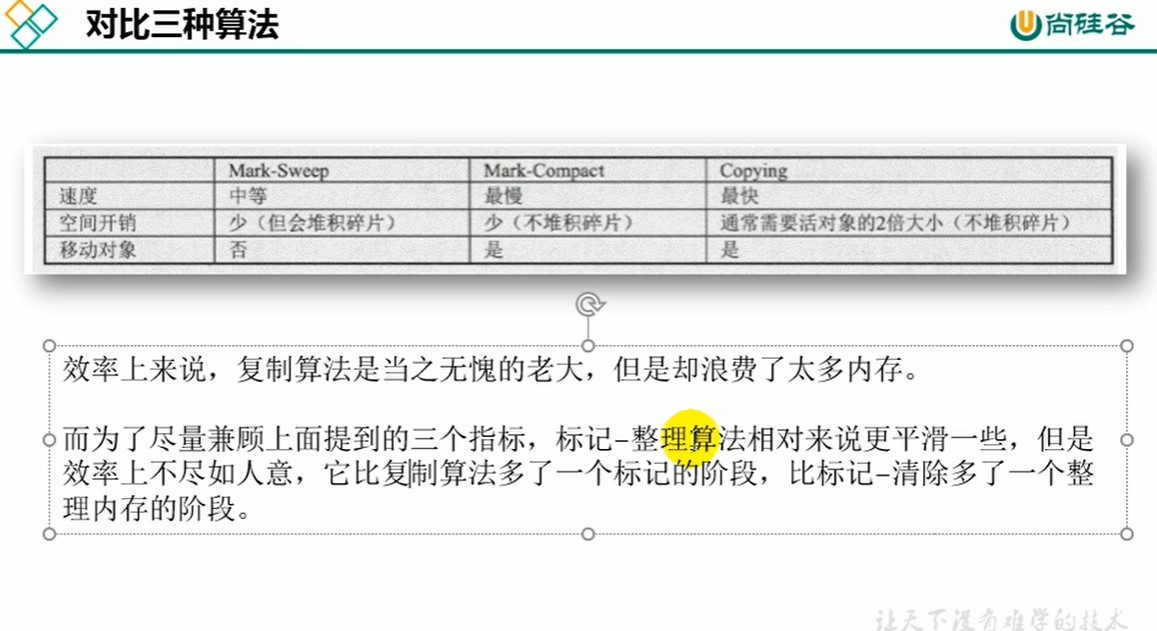 对比三种算法
尚硅谷
Mark-Sweep Mark-Compact Copying
速度 中等 最慢 最快
空间开销 少（但会堆积碎片） 少（不堆积碎片） 通常需要活对象的2倍大小（不堆积碎片）
移动对象 否 是 是
效率上来说，复制算法是当之无愧的老大，但是却浪费了太多内存。
而为了尽量兼顾上面提到的三个指标，标记-整理算法相对来说更平滑一些，但是
效率上不尽如人意，它比复制算法多了一个标记的阶段，比标记-清除多了一个整
理内存的阶段。
让天下没有难学的技术